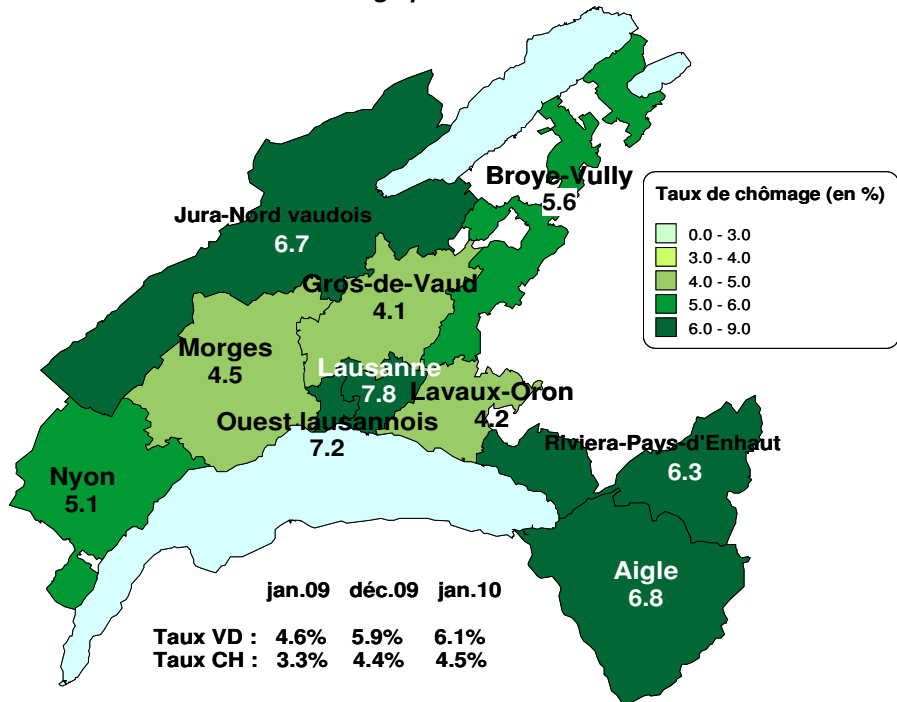 Broye-Vully
5.6
Taux de chômage (en %)
0.0 - 3.0
3.0 - 4.0
4.0 - 5.0
5.0 - 6.0
6.0 - 9.0
Jura-Nord vaudois
6.7
Gros-de-Vaud
4.1
Morges
4.5
Lausanne
7.8
Lavaux-Oron
4.2
Ouest lausannois
7.2
Riviera-Pays-d'Enhaut
6.3
Nyon
5.1
Aigle
6.8
jan.09 déc.09 jan.10
Taux VD : 4.6% 5.9% 6.1%
Taux CH : 3.3% 4.4% 4.5%